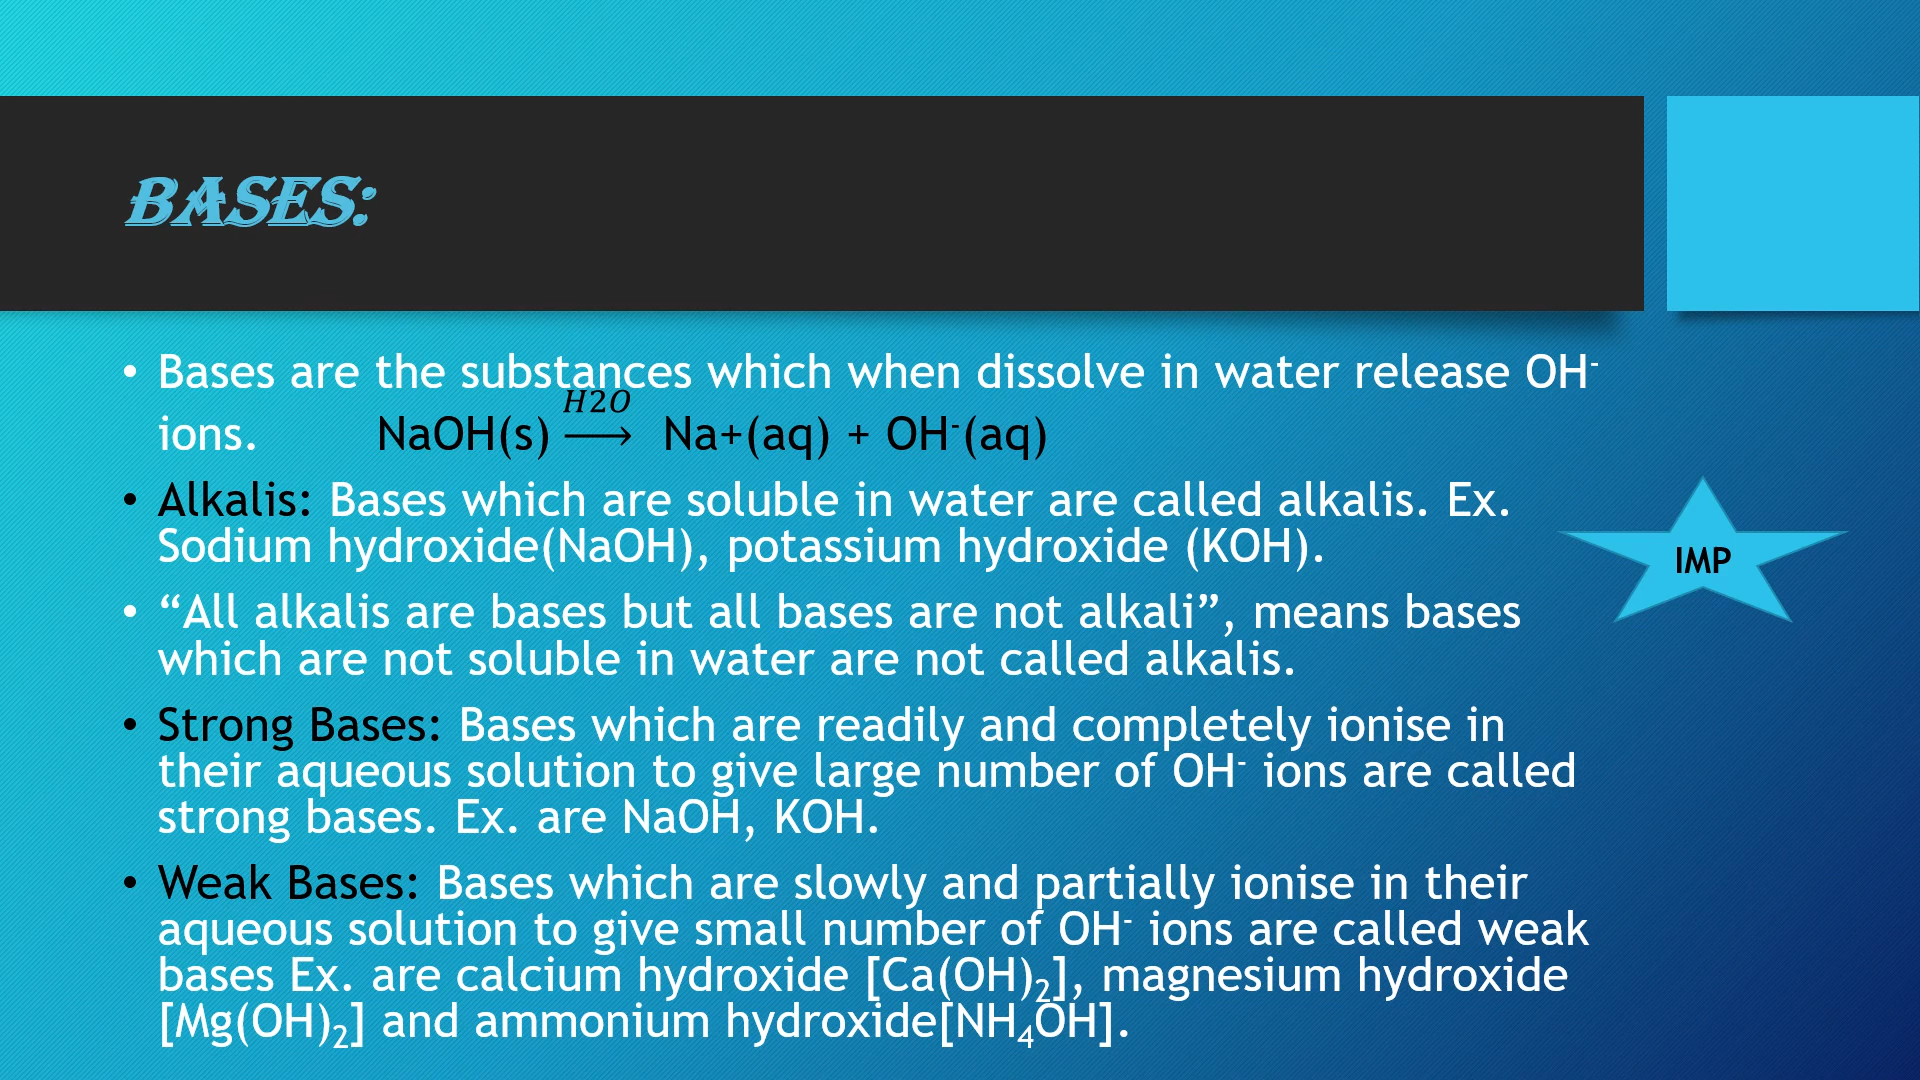 BASES:
• Bases are the substances which when dissolve in water release OH⁻
H2O
ions. NaOH(s) ⟶ Na+(aq) + OH⁻(aq)
• Alkalis: Bases which are soluble in water are called alkalis. Ex.
Sodium hydroxide(NaOH), potassium hydroxide (KOH).
IMP
• “All alkalis are bases but all bases are not alkali”, means bases
which are not soluble in water are not called alkalis.
• Strong Bases: Bases which are readily and completely ionise in
their aqueous solution to give large number of OH⁻ ions are called
strong bases. Ex. are NaOH, KOH.
• Weak Bases: Bases which are slowly and partially ionise in their
aqueous solution to give small number of OH⁻ ions are called weak
bases Ex. are calcium hydroxide [Ca(OH)₂], magnesium hydroxide
[Mg(OH)₂] and ammonium hydroxide[NH₄OH].